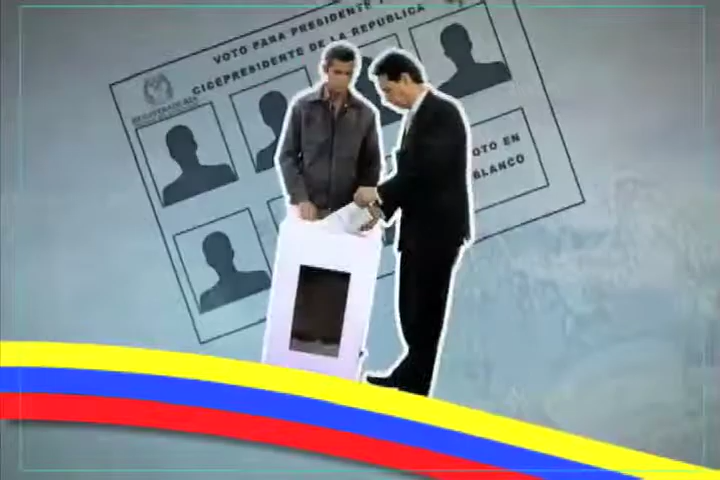 VOTO PARA PRESIDENTE
CICEPRESIDENTE DE LA REPUBLICA
VOTO EN
BLANCO